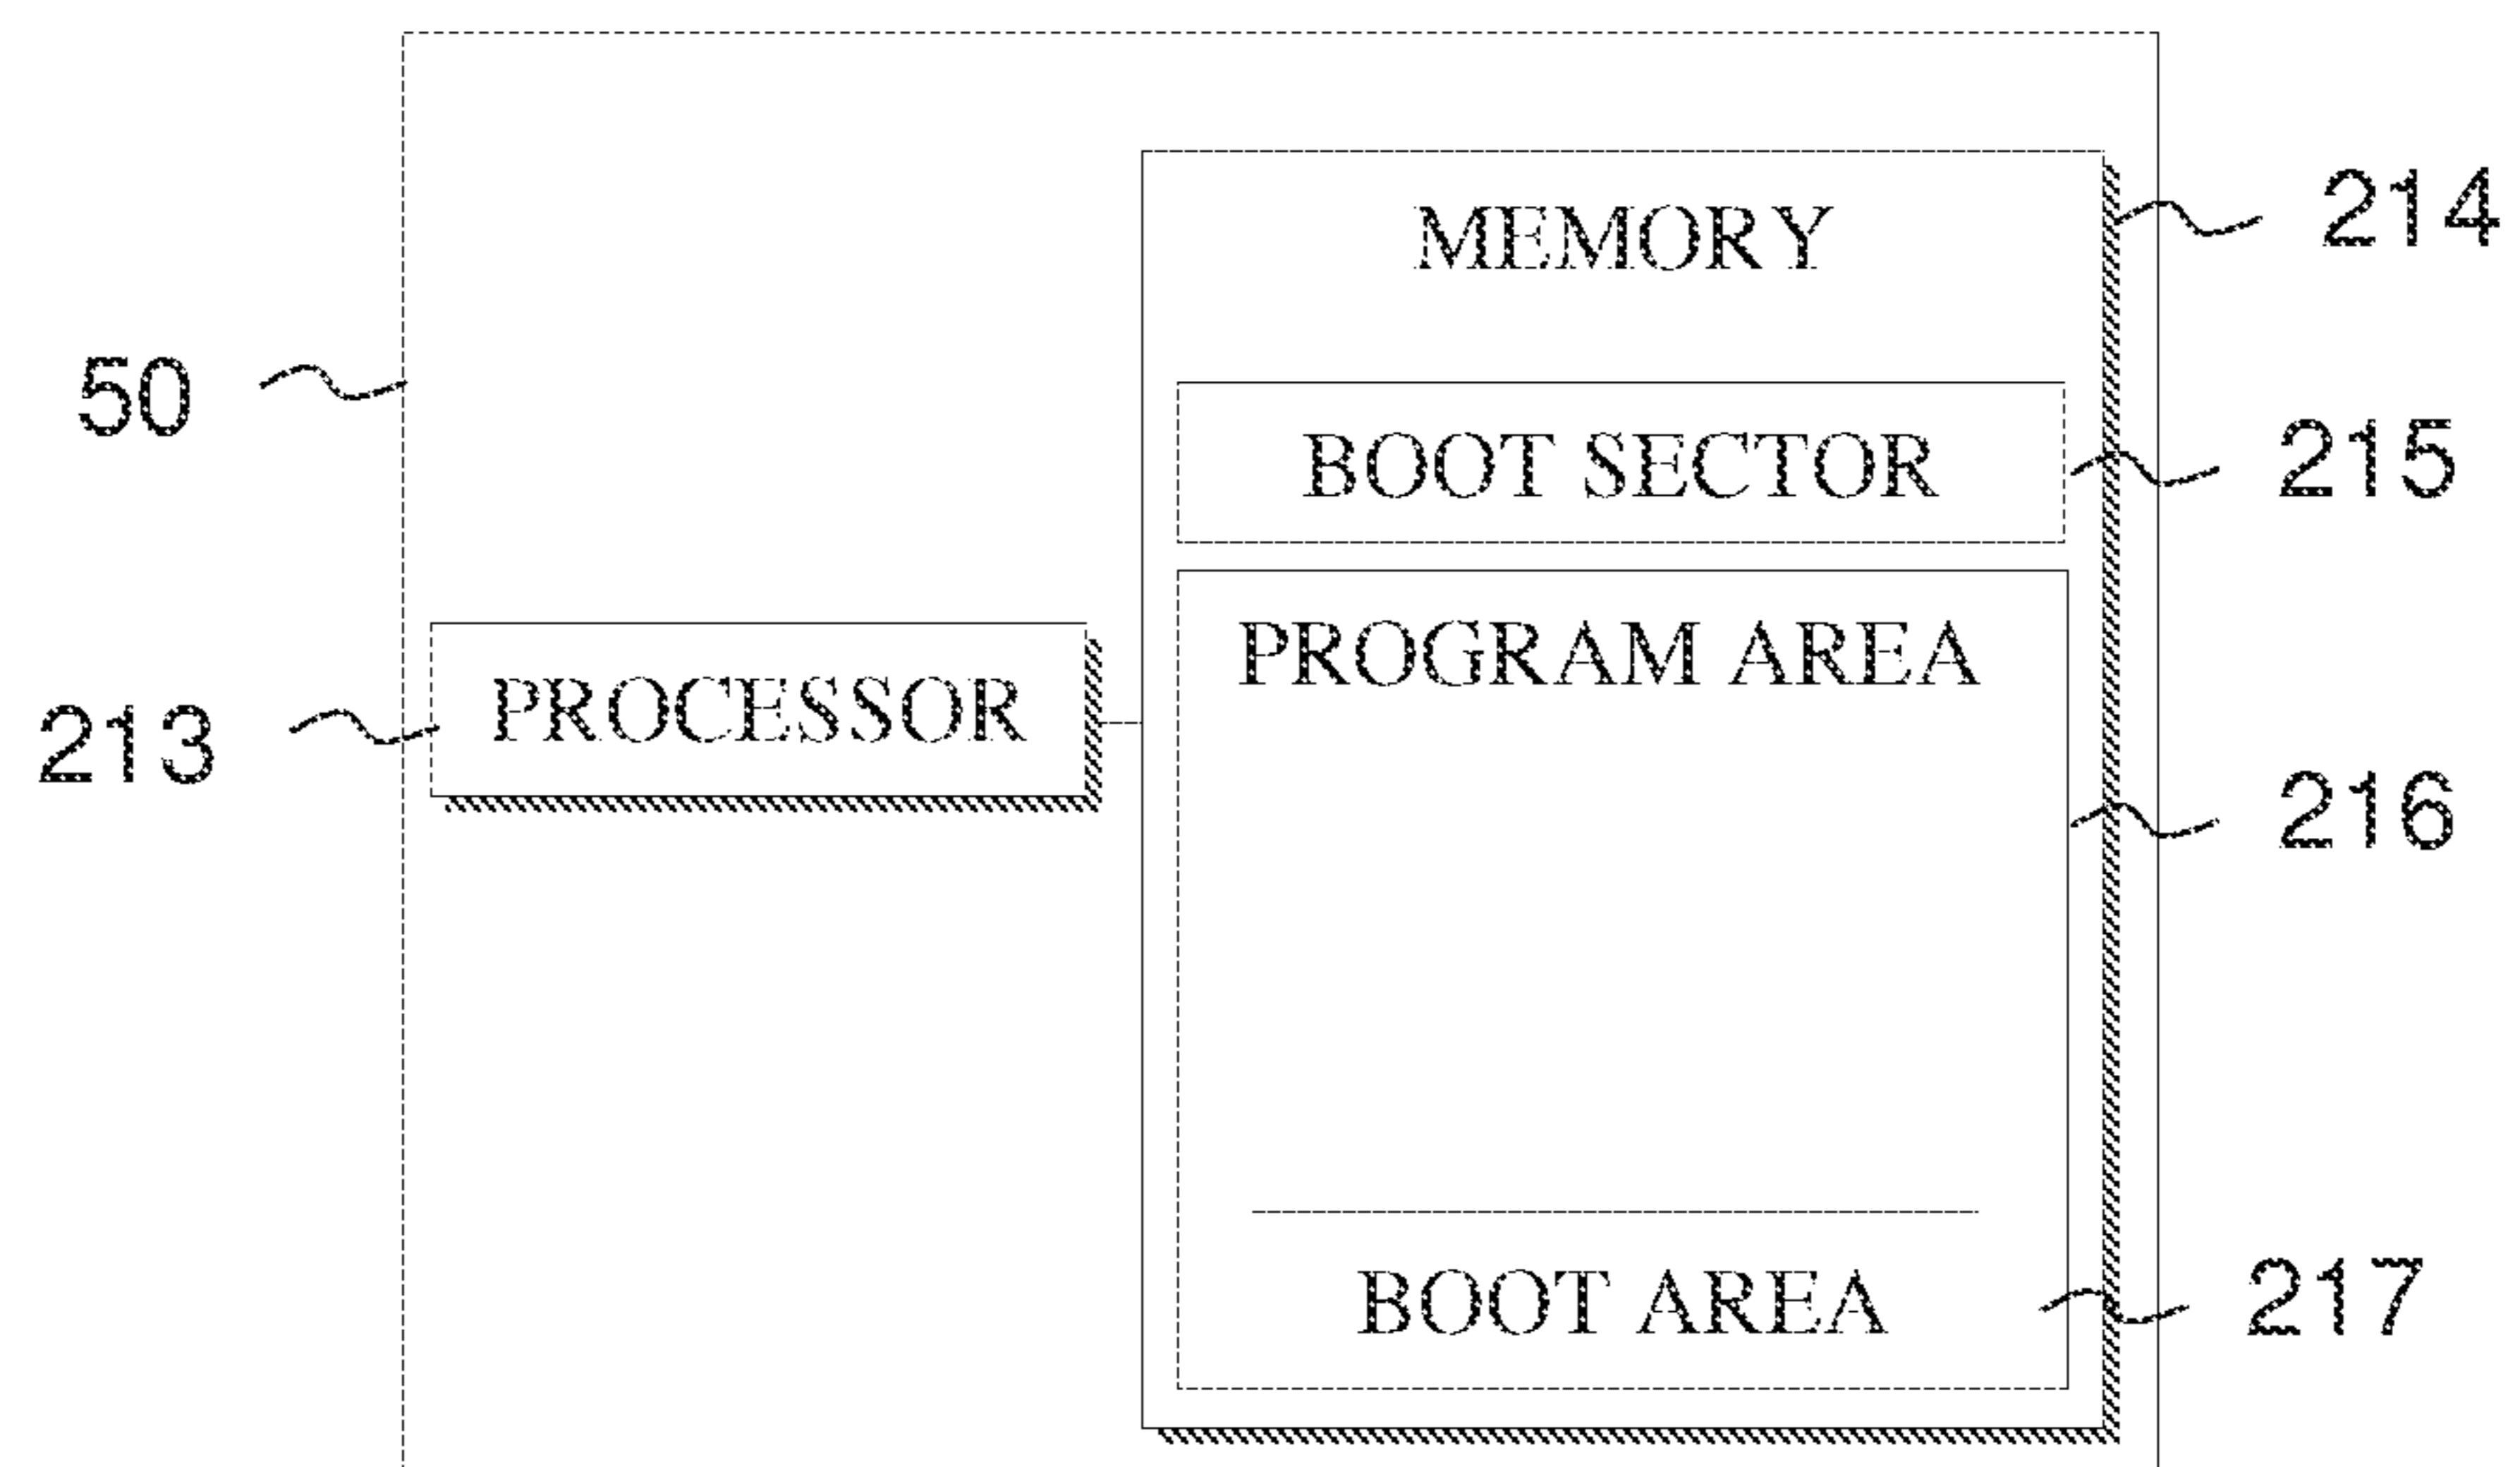 MEMORY
214
50
BOOT SECTOR
215
PROGRAM AREA
PROCESSOR
213
216
BOOT AREA
217